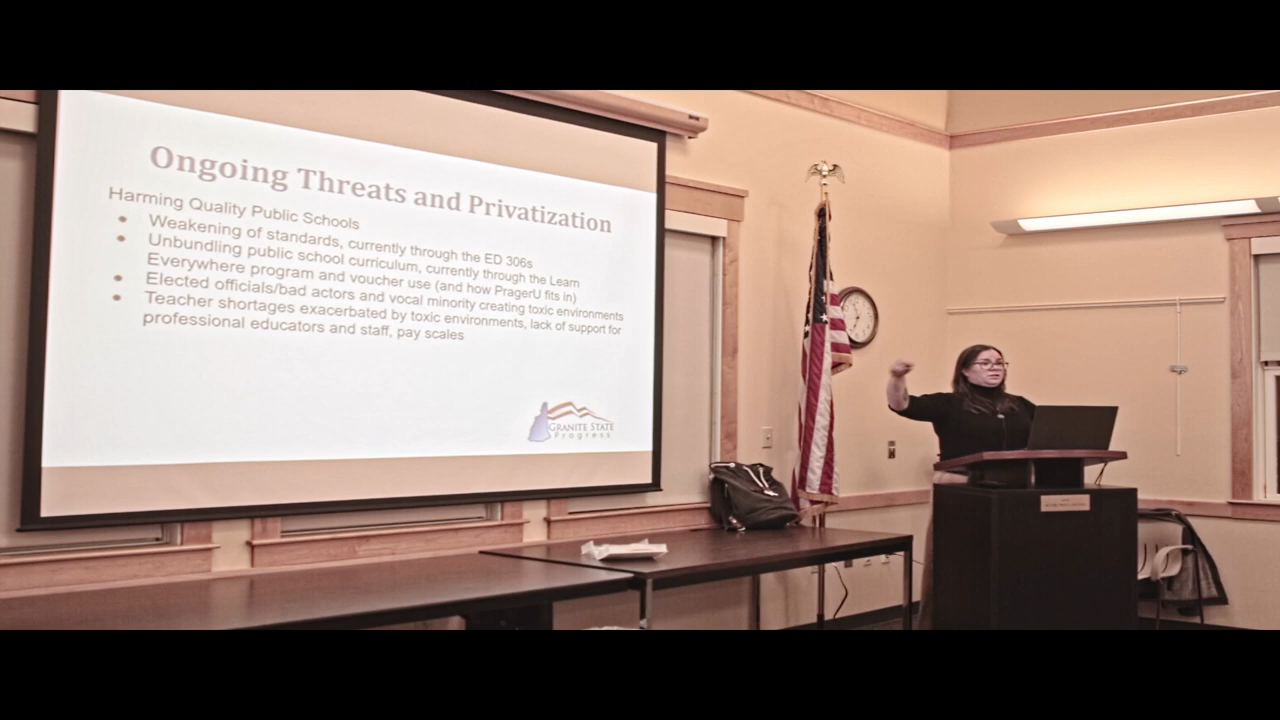 Ongoing Threats and Privatization
Harming Quality Public Schools
• Weakening of standards, currently through the ED 306s
• Unbundling public school curriculum, currently through the Learn
Everywhere program and voucher use (and how PragerU fits in)
• Elected officials/bad actors and vocal minority creating toxic environments
• Teacher shortages exacerbated by toxic environments, lack of support for
professional educators and staff, pay scales
GRANITE STATE
Progress